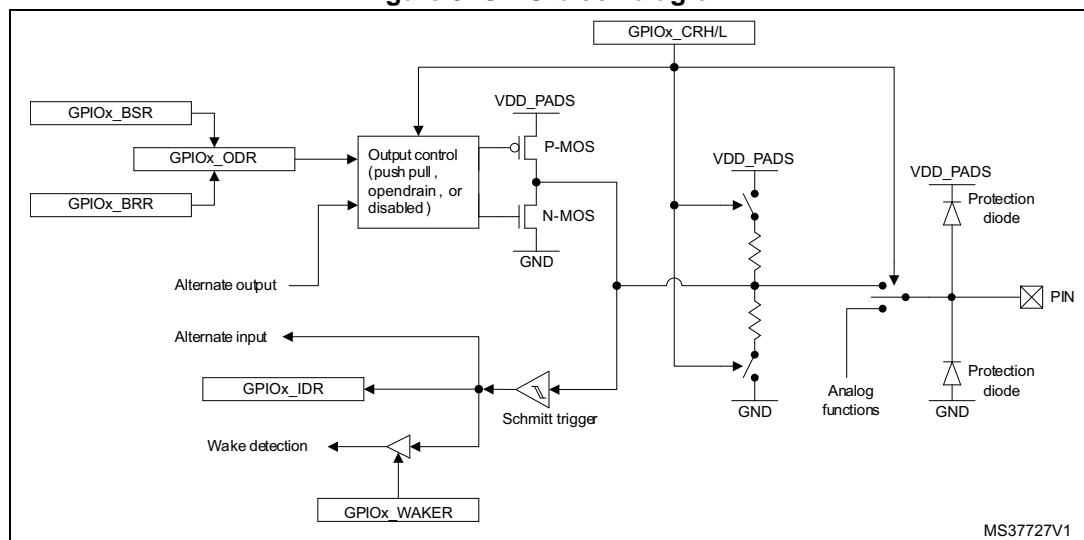 GPIOx_CRH/L
VDD_PADS
GPIOx_BSR
GPIOx_ODR
GPIOx_BRR
Output control
(push pull ,
opendrain , or
disabled )
P-MOS
N-MOS
GND
Alternate output
VDD_PADS
GND
VDD_PADS
Protection
diode
PIN
Protection
diode
GND
Analog
functions
Alternate input
GPIOx_IDR
Schmitt trigger
Wake detection
GPIOx_WAKER
MS37727V1